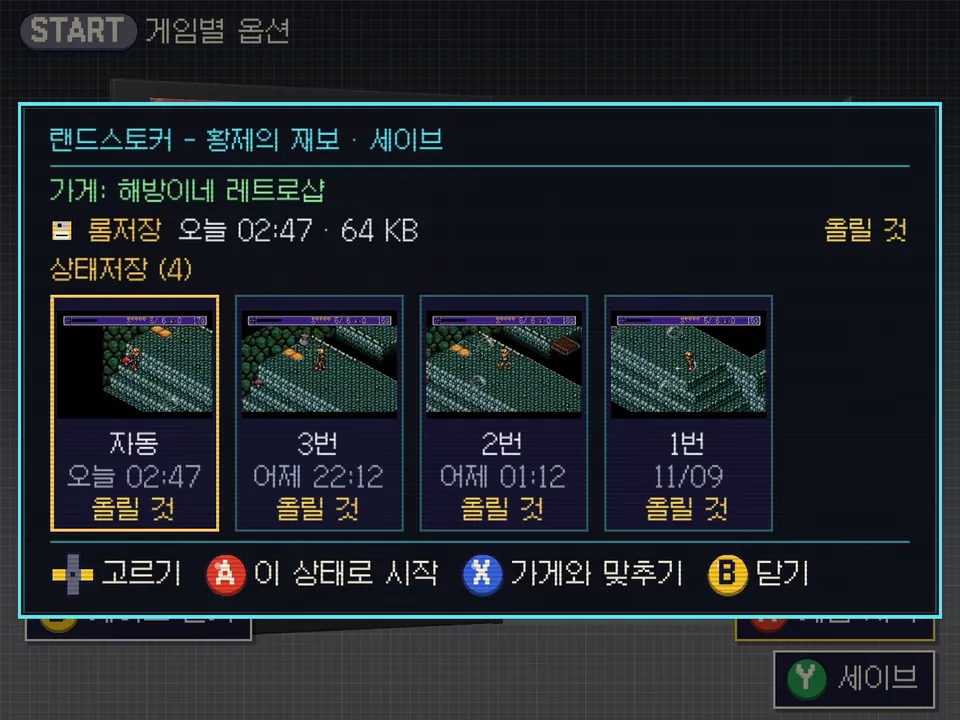 START 게임별 옵션
랜드스토커 - 황제의 재보 · 세이브
가게: 해방이네 레트로샵
롬저장 오늘 02:47 · 64 KB 올릴 것
상태저장 (4)
자동 3번 2번 1번
오늘 02:47 어제 22:12 어제 01:12 11/09
올릴 것 올릴 것 올릴 것 올릴 것
고르기 A 이 상태로 시작 X 가게와 맞추기 B 닫기
Y 세이브